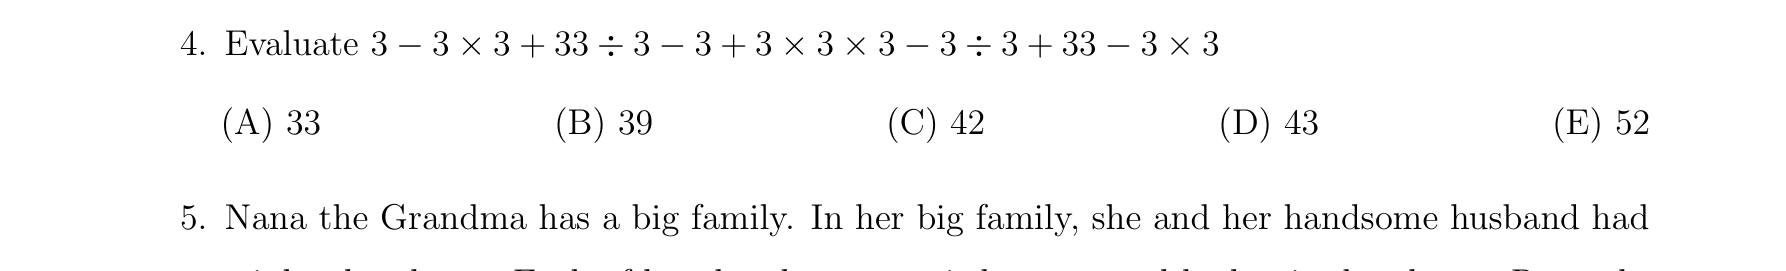 4. Evaluate 3 − 3 × 3 + 33 ÷ 3 − 3 + 3 × 3 × 3 − 3 ÷ 3 + 33 − 3 × 3
(A) 33 (B) 39 (C) 42 (D) 43 (E) 52
5. Nana the Grandma has a big family. In her big family, she and her handsome husband had